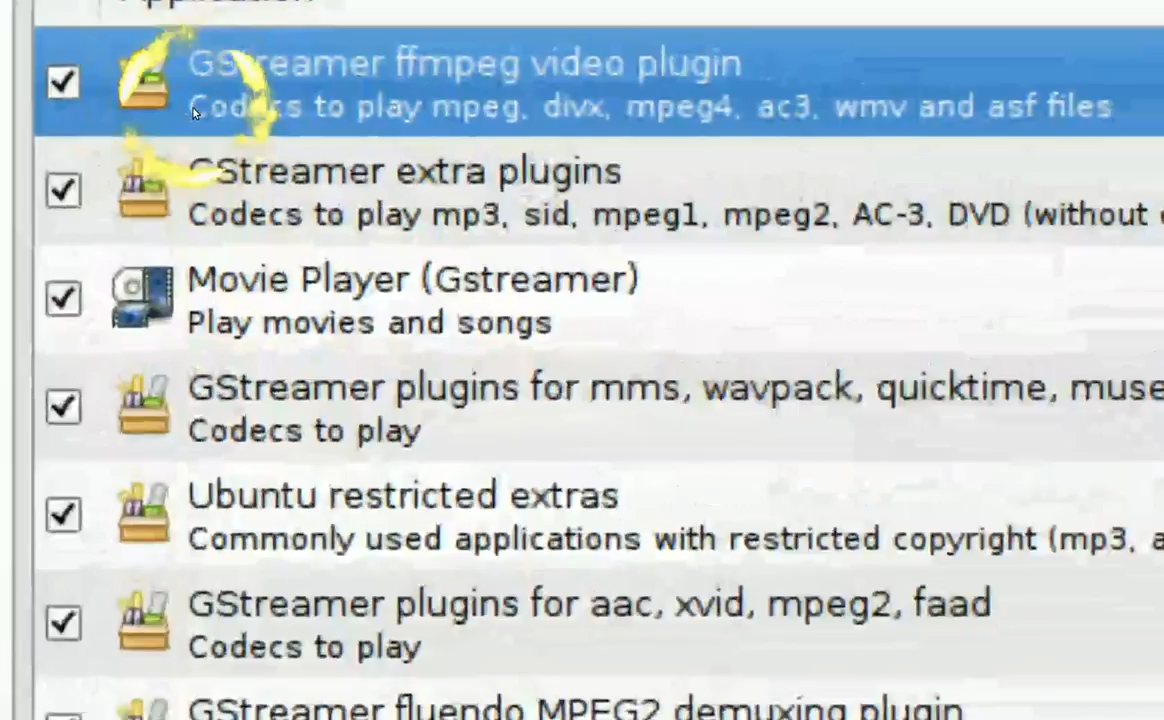 Application
GStreamer ffmpeg video plugin
Codecs to play mpeg, divx, mpeg4, ac3, wmv and asf files
GStreamer extra plugins
Codecs to play mp3, sid, mpeg1, mpeg2, AC-3, DVD (without
Movie Player (Gstreamer)
Play movies and songs
GStreamer plugins for mms, wavpack, quicktime, muse
Codecs to play
Ubuntu restricted extras
Commonly used applications with restricted copyright (mp3, a
GStreamer plugins for aac, xvid, mpeg2, faad
Codecs to play
GStreamer fluendo MPEG2 demuxing plugin